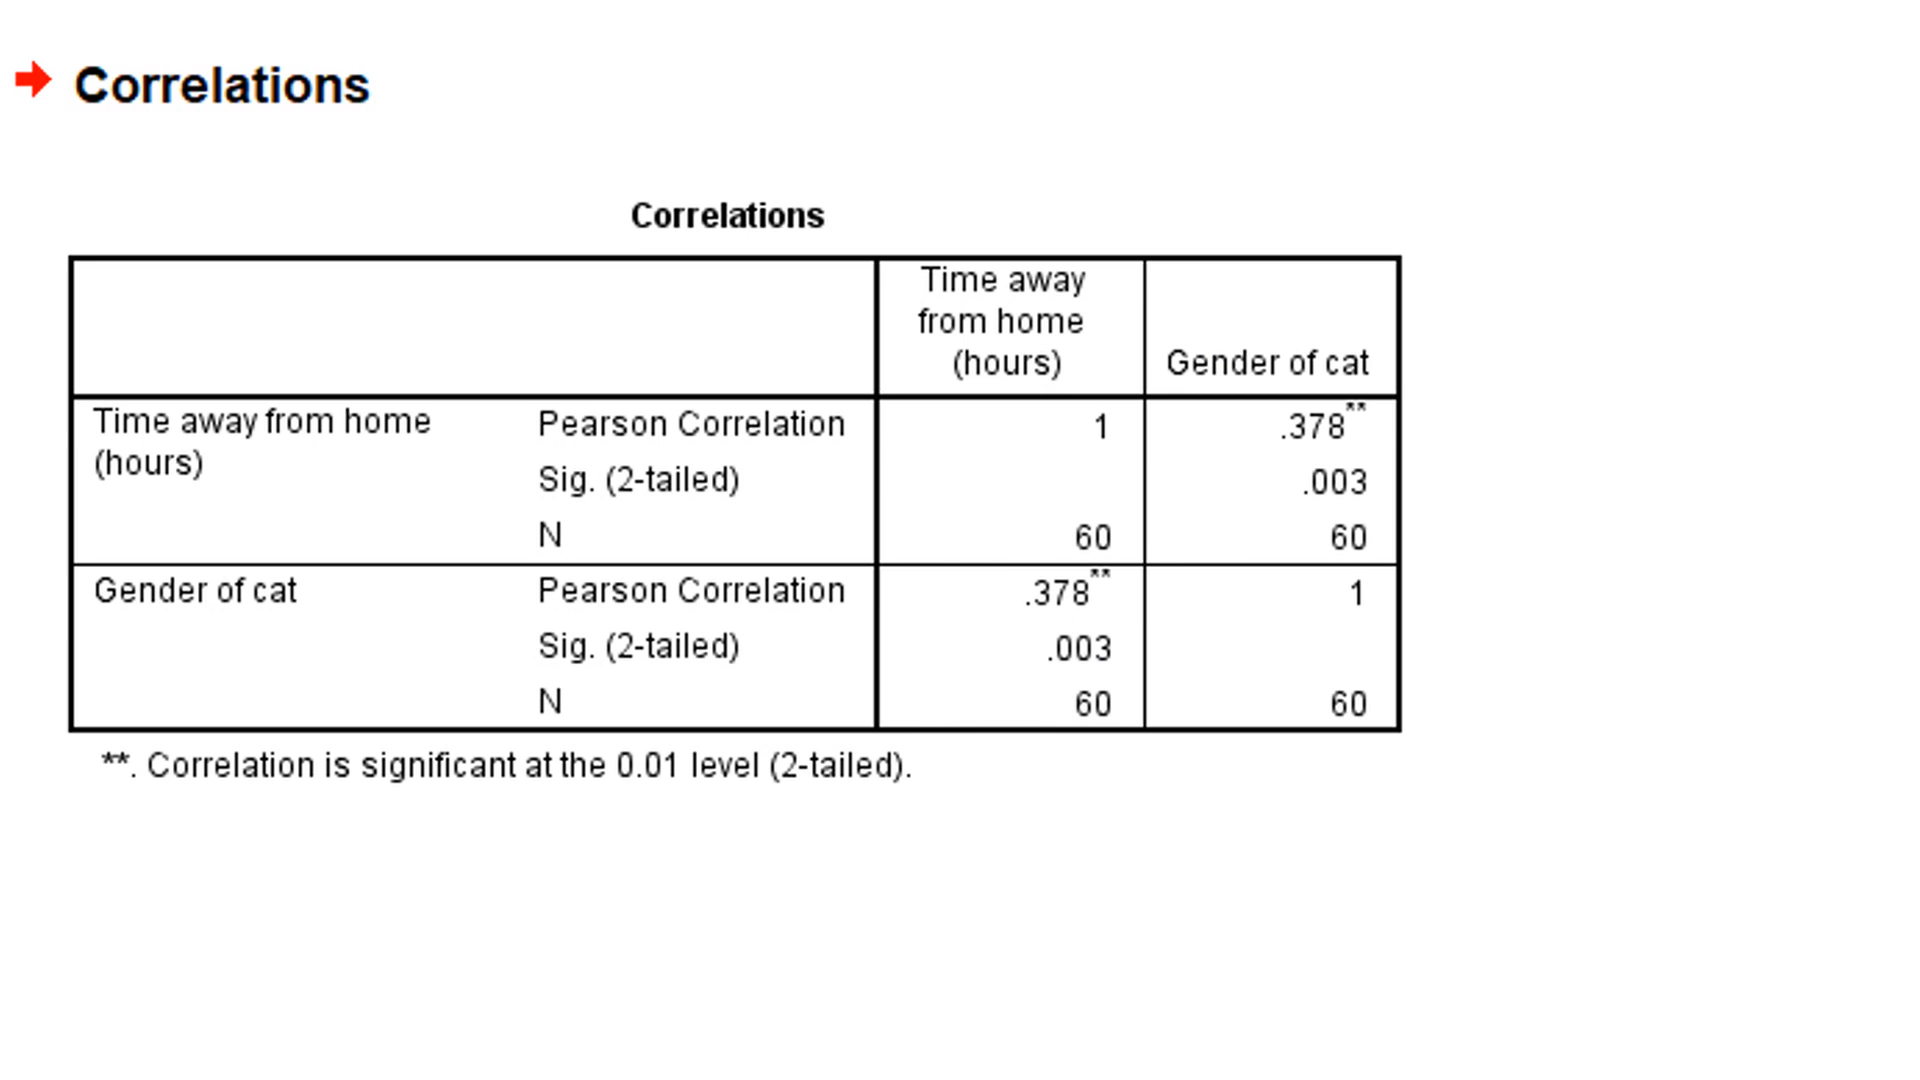 Correlations
Correlations
Time away
from home
(hours)
Gender of cat
Time away from home
(hours)
Pearson Correlation 1 .378**
Sig. (2-tailed) .003
N 60 60
Gender of cat Pearson Correlation .378** 1
Sig. (2-tailed) .003
N 60 60
**. Correlation is significant at the 0.01 level (2-tailed).